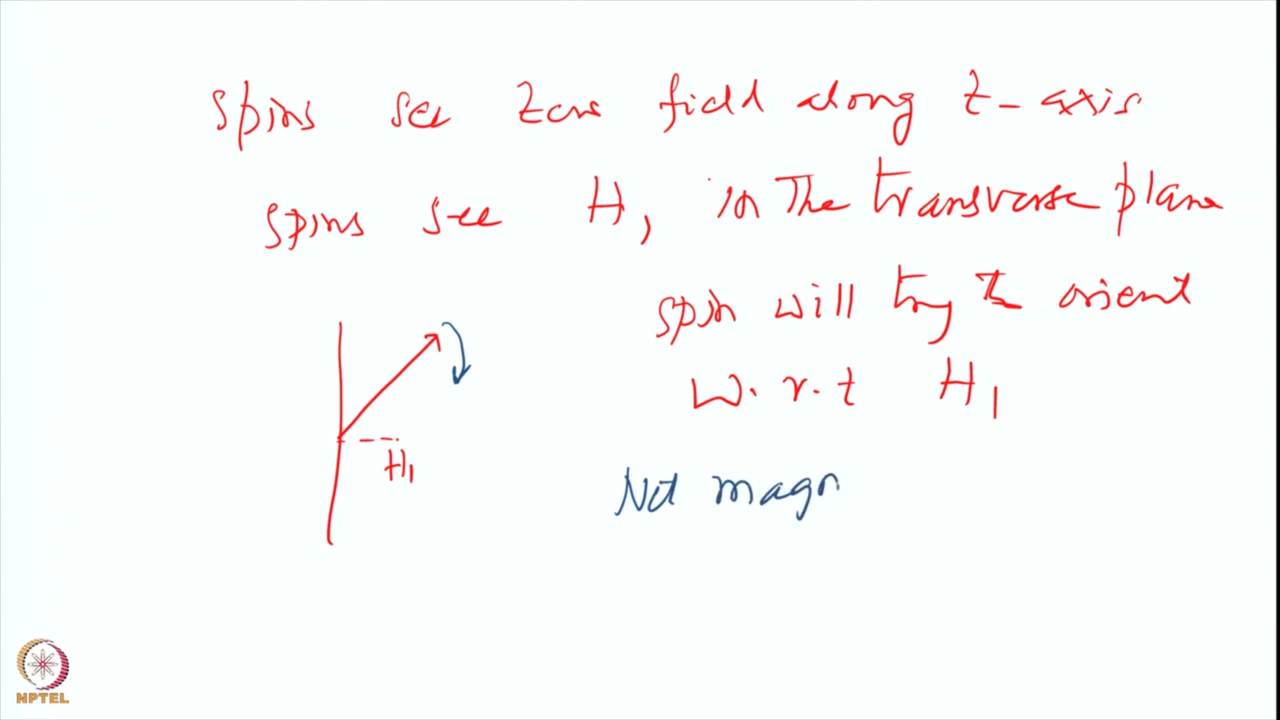 spins see zero field along z-axis
spins see H1 in the transverse plane
spin will try to orient
w.r.t H1
H1
Net magn
NPTEL